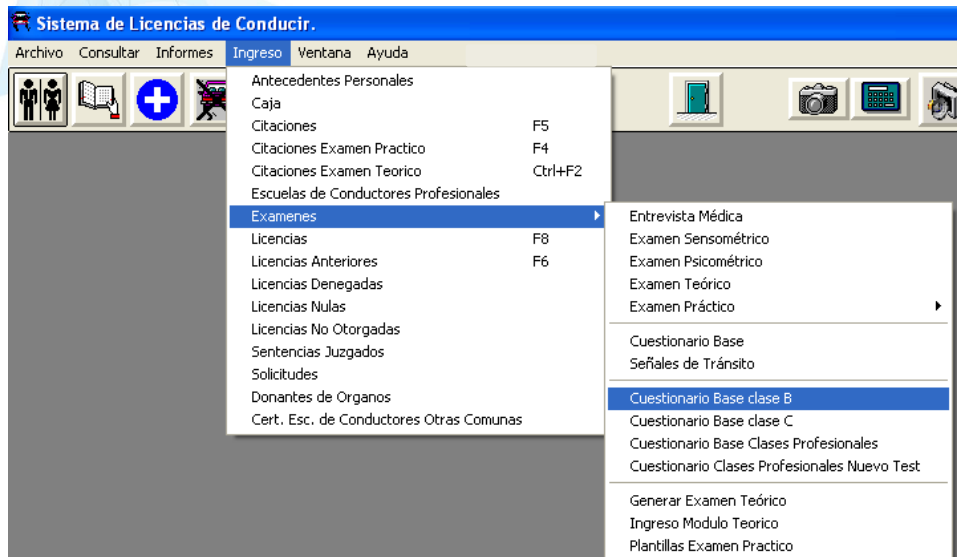 Sistema de Licencias de Conducir.
Archivo Consultar Informes Ingreso Ventana Ayuda
Antecedentes Personales
Caja
Citaciones F5
Citaciones Examen Practico F4
Citaciones Examen Teorico Ctrl+F2
Escuelas de Conductores Profesionales
Examenes
Licencias F8
Licencias Anteriores F6
Licencias Denegadas
Licencias Nulas
Licencias No Otorgadas
Sentencias Juzgados
Solicitudes
Donantes de Organos
Cert. Esc. de Conductores Otras Comunas
Entrevista Médica
Examen Sensométrico
Examen Psicométrico
Examen Teórico
Examen Práctico
Cuestionario Base
Señales de Tránsito
Cuestionario Base clase B
Cuestionario Base clase C
Cuestionario Base Clases Profesionales
Cuestionario Clases Profesionales Nuevo Test
Generar Examen Teórico
Ingreso Modulo Teorico
Plantillas Examen Practico